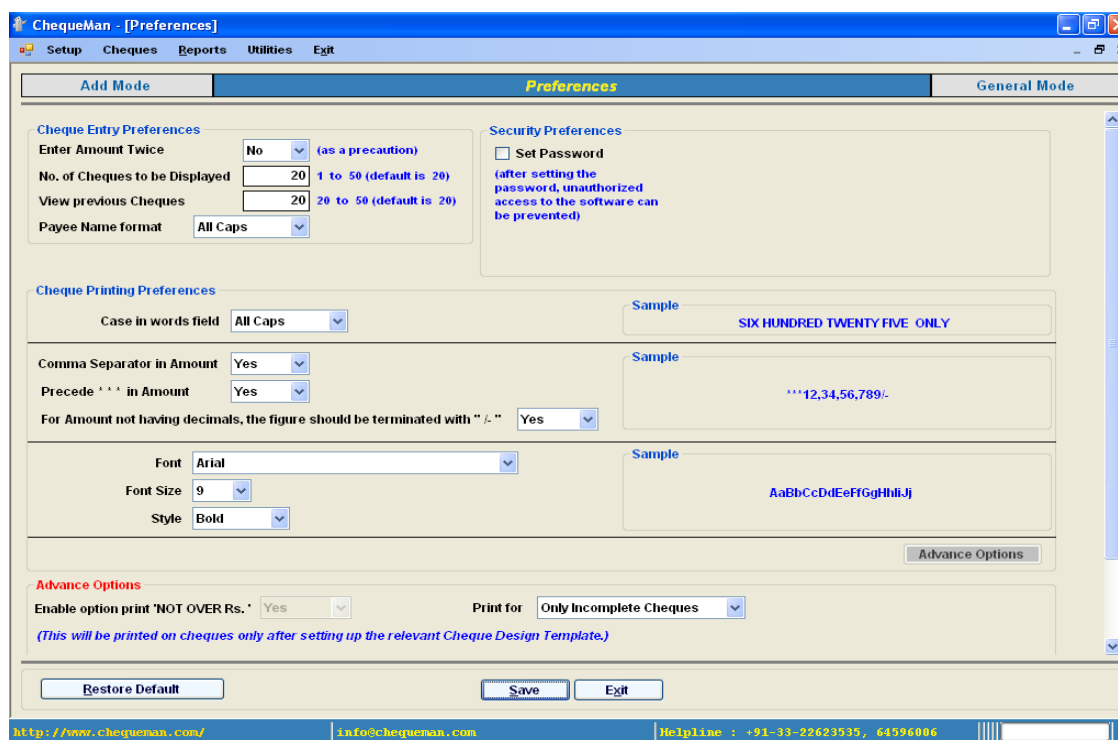 ChequeMan - [Preferences]
Setup Cheques Reports Utilities Exit
Add Mode Preferences General Mode
Cheque Entry Preferences
Enter Amount Twice No (as a precaution)
No. of Cheques to be Displayed 20 1 to 50 (default is 20)
View previous Cheques 20 20 to 50 (default is 20)
Payee Name format All Caps
Security Preferences
Set Password
(after setting the
password, unauthorized
access to the software can
be prevented)
Cheque Printing Preferences
Case in words field All Caps
Sample
SIX HUNDRED TWENTY FIVE ONLY
Comma Separator in Amount Yes
Precede * * * in Amount Yes
For Amount not having decimals, the figure should be terminated with " /- " Yes
Sample
***12,34,56,789/-
Font Arial
Font Size 9
Style Bold
Sample
AaBbCcDdEeFfGgHhIiJj
Advance Options
Advance Options
Enable option print 'NOT OVER Rs. ' Yes Print for Only Incomplete Cheques
(This will be printed on cheques only after setting up the relevant Cheque Design Template.)
Restore Default Save Exit
http://www.chequeman.com/ info@chequeman.com Helpline : +91-33-22623535, 64596006